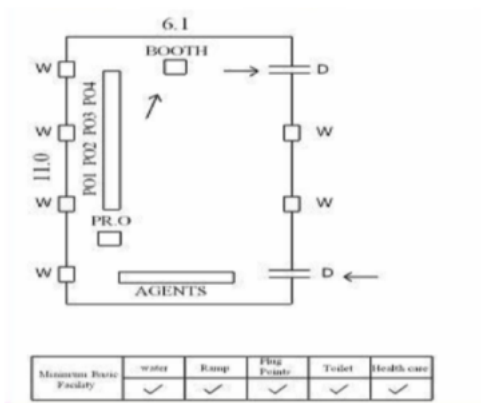 6.1
BOOTH
W
D
W
PO1 PO2 PO3 PO4
W
11.0
W
W
PR.O
W
D
AGENTS
Minimum Basic Facility
water
Ramp
Plug Points
Toilet
Health care